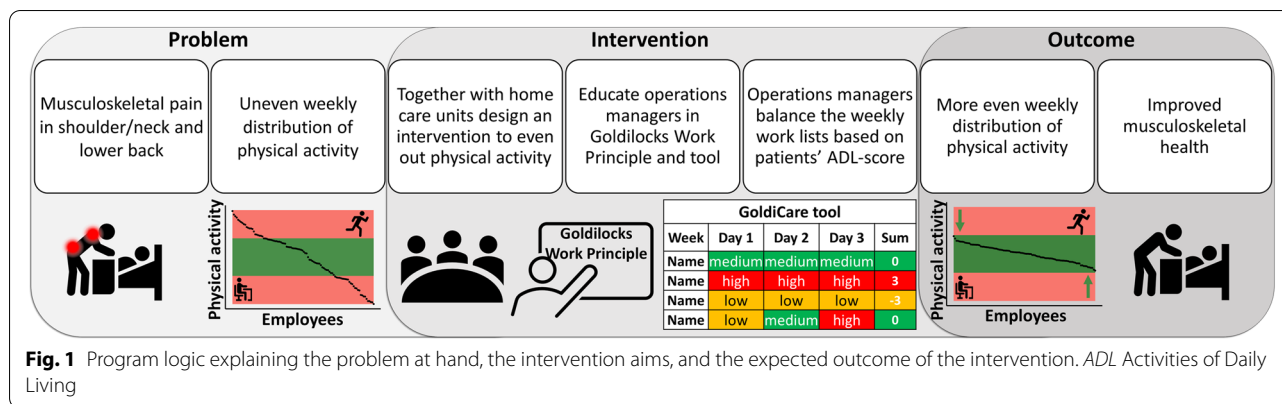 Problem
Intervention
Outcome
Musculoskeletal pain
in shoulder/neck and
lower back
Uneven weekly
distribution of
physical activity
Together with home
care units design an
intervention to even
out physical activity
Educate operations
managers in
Goldilocks Work
Principle and tool
Operations managers
balance the weekly
work lists based on
patients' ADL-score
More even weekly
distribution of
physical activity
Improved
musculoskeletal
health
Physical activity
Employees
Goldilocks
Work Principle
GoldiCare tool
Week Day 1 Day 2 Day 3 Sum
Name medium medium medium 0
Name high high high 3
Name low low low -3
Name low medium high 0
Physical activity
Employees
Fig. 1 Program logic explaining the problem at hand, the intervention aims, and the expected outcome of the intervention. ADL Activities of Daily
Living